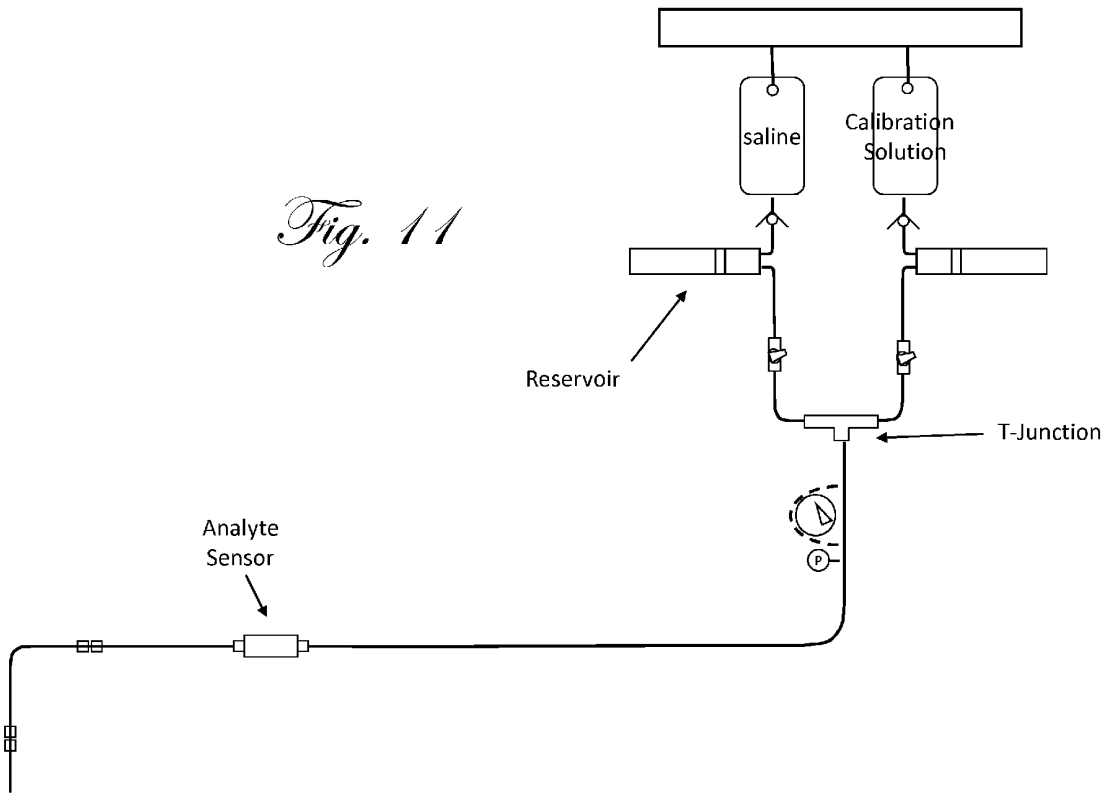 saline
Calibration
Solution
Fig. 11
Reservoir
T-Junction
P
Analyte
Sensor